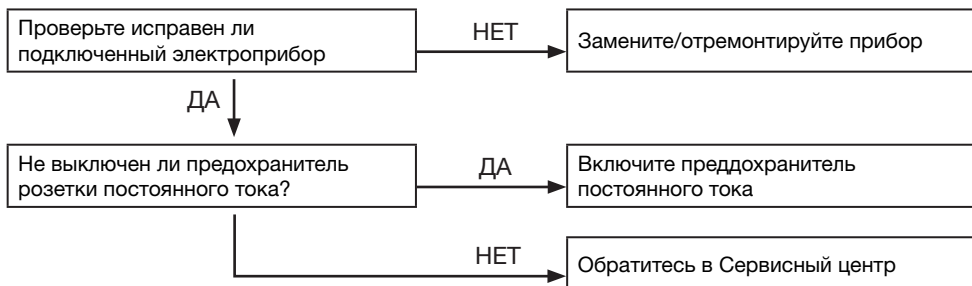 Проверьте исправен ли
подключенный электроприбор
НЕТ
Замените/отремонтируйте прибор
ДА
Не выключен ли предохранитель
розетки постоянного тока?
ДА
Включите преддохранитель
постоянного тока
НЕТ
Обратитесь в Сервисный центр